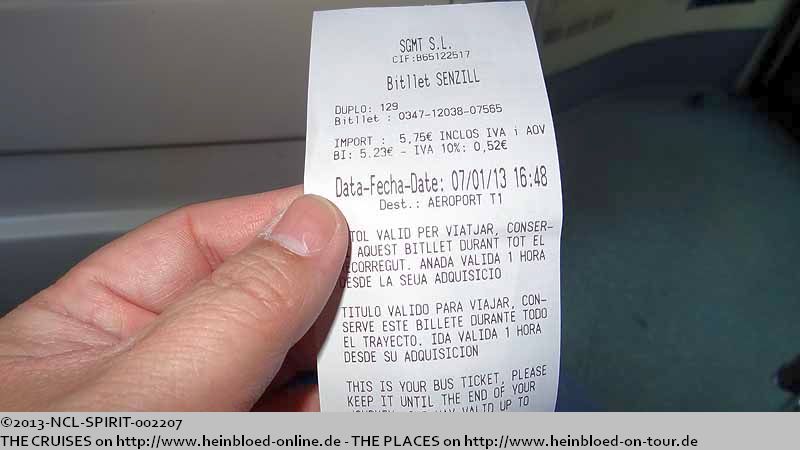 SGMT S.L.
CIF:B65122517
Bitllet SENZILL
DUPLO: 129
Bitllet : 0347-12038-07565
IMPORT : 5,75€ INCLOS IVA i AOV
BI: 5.23€ - IVA 10%: 0,52€
Data-Fecha-Date: 07/01/13 16:48
Dest.: AEROPORT T1
TOL VALID PER VIATJAR, CONSER-
AQUEST BITLLET DURANT TOT EL
ECORREGUT. ANADA VALIDA 1 HORA
DESDE LA SEUA ADQUISICIO
TITULO VALIDO PARA VIAJAR, CON-
SERVE ESTE BILLETE DURANTE TODO
EL TRAYECTO. IDA VALIDA 1 HORA
DESDE SU ADQUISICION
THIS IS YOUR BUS TICKET, PLEASE
KEEP IT UNTIL THE END OF YOUR
VALID UP TO
©2013-NCL-SPIRIT-002207
THE CRUISES on http://www.heinbloed-online.de - THE PLACES on http://www.heinbloed-on-tour.de